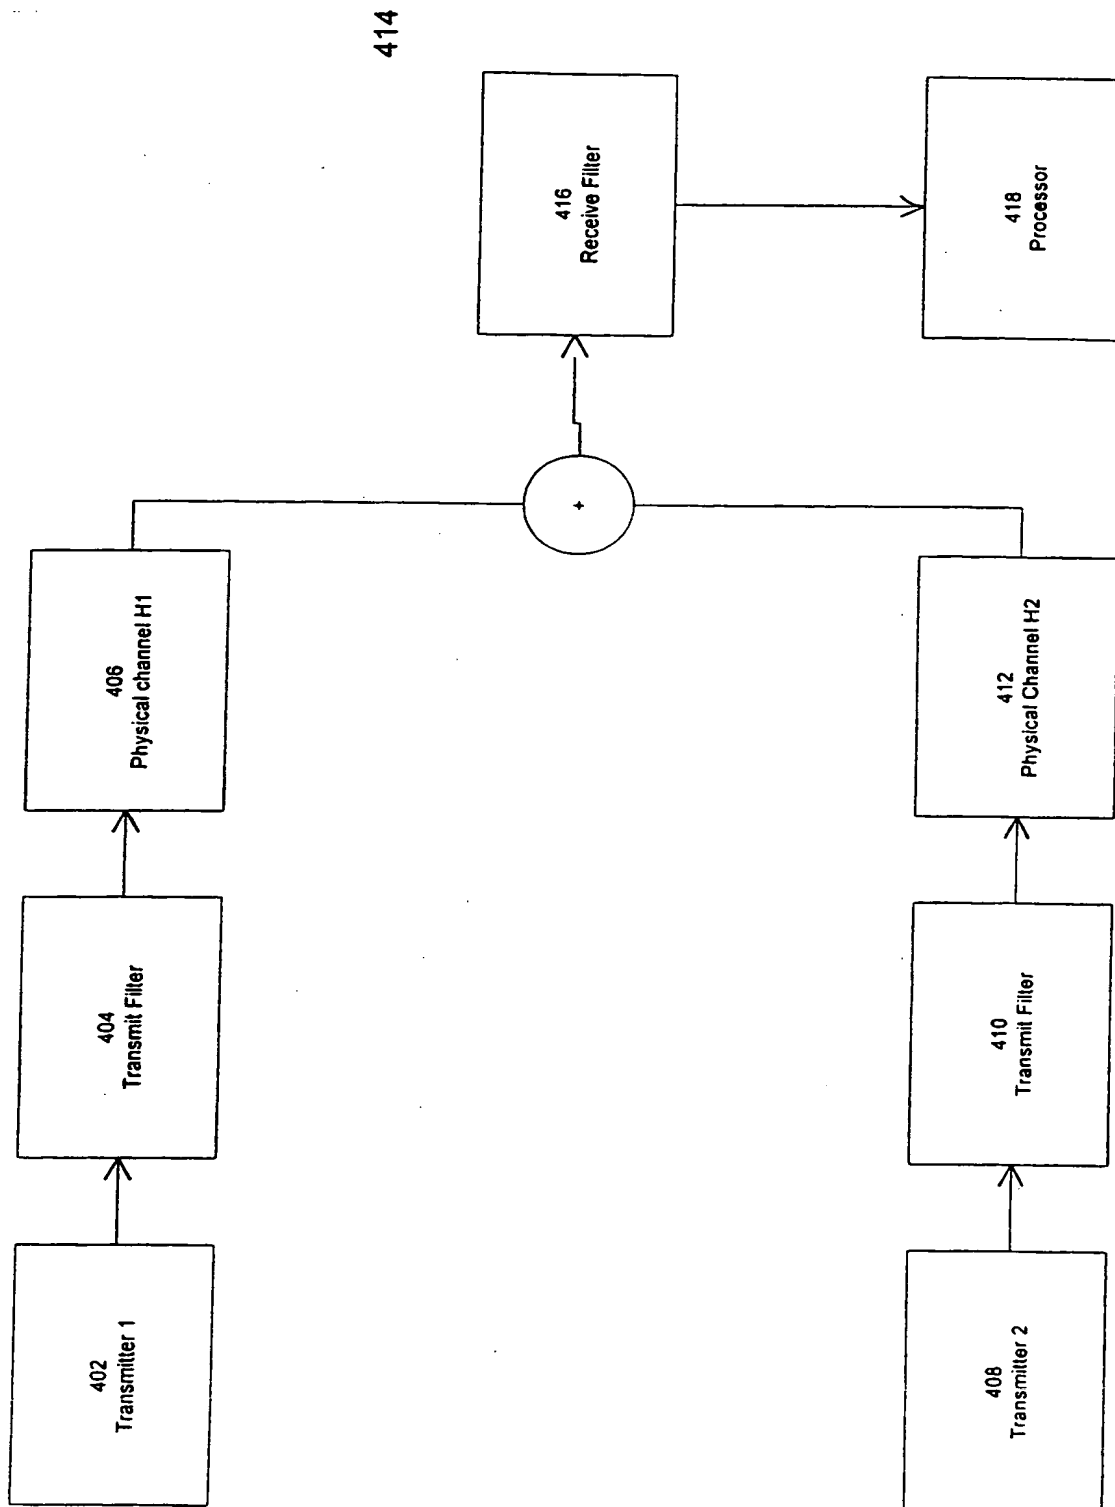 414
402
Transmitter 1
404
Transmit Filter
406
Physical channel H1
+
416
Receive Filter
408
Transmitter 2
410
Transmit Filter
412
Physical Channel H2
418
Processor